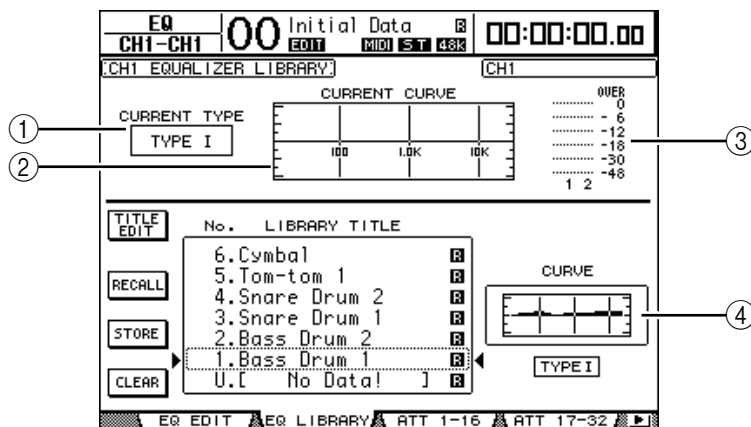 EQ
CH1-CH1
00
Initial Data R
EDIT MIDI ST 48k
00:00:00.00
CH1 EQUALIZER LIBRARY
CH1
CURRENT TYPE
TYPE I
CURRENT CURVE
100 1.0K 10K
OVER
0
-6
-12
-18
-30
-48
1 2
1
2
3
TITLE EDIT
RECALL
STORE
CLEAR
No. LIBRARY TITLE
6.Cymbal R
5.Tom-tom 1 R
4.Snare Drum 2 R
3.Snare Drum 1 R
2.Bass Drum 2 R
1.Bass Drum 1 R
U.[ No Data! ] R
CURVE
TYPE I
4
EQ EDIT EQ LIBRARY ATT 1-16 ATT 17-32